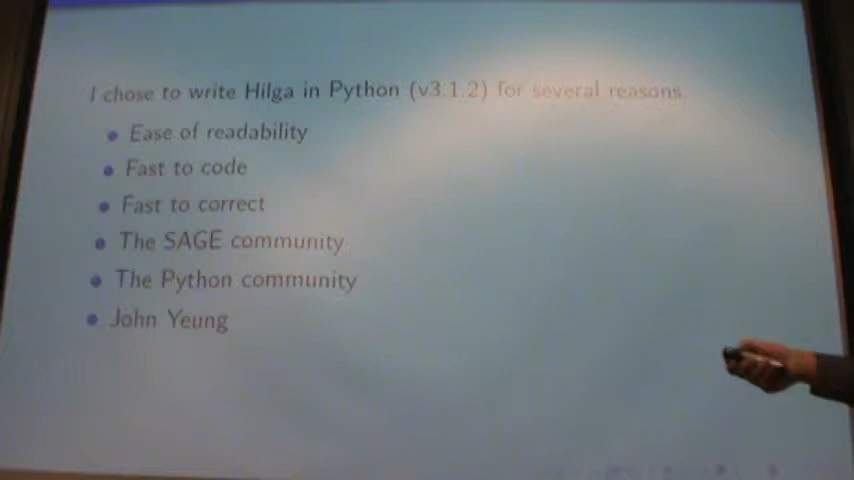 I chose to write Hilga in Python (v3.1.2) for several reasons.
Ease of readability
Fast to code
Fast to correct
The SAGE community
The Python community
John Yeung